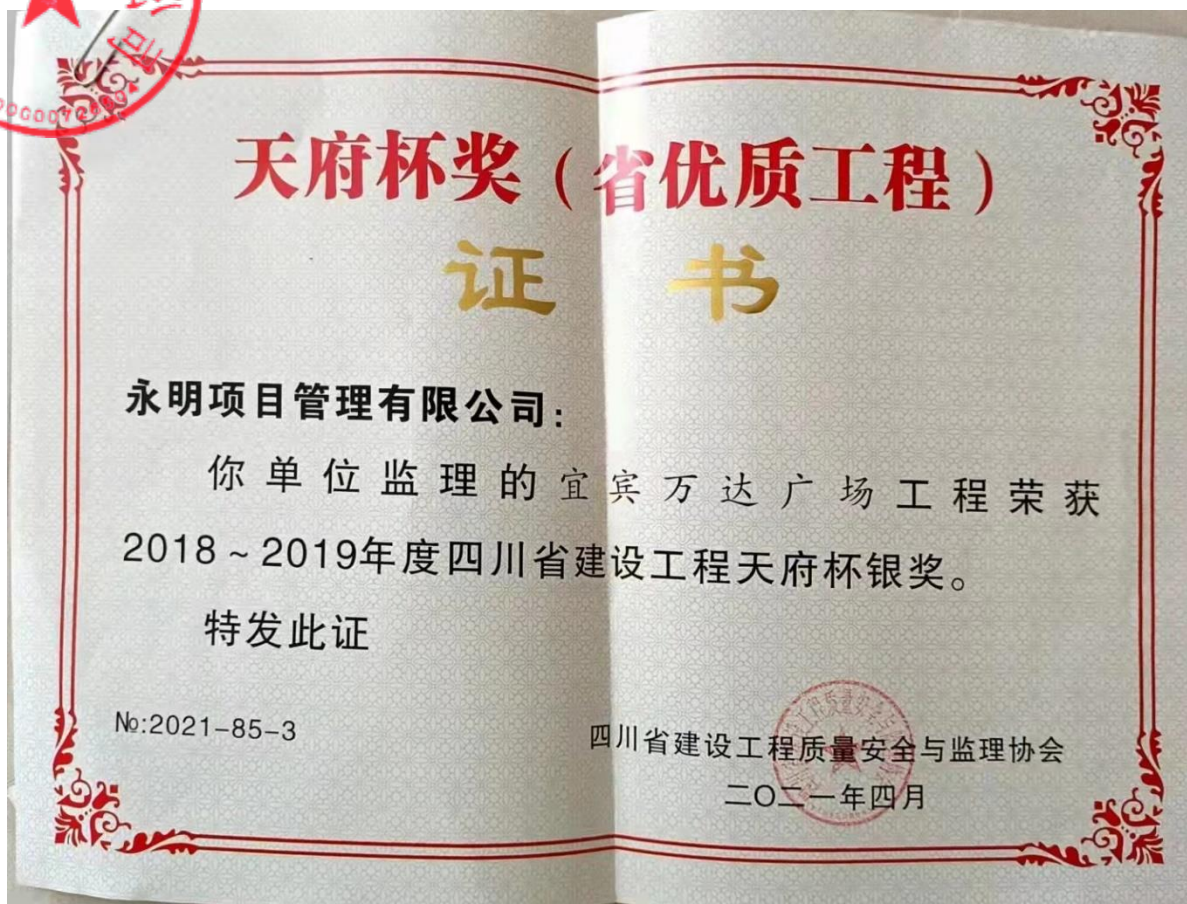 天府杯奖（省优质工程）
证书
永明项目管理有限公司：
你单位监理的宜宾万达广场工程荣获
2018～2019年度四川省建设工程天府杯银奖。
特发此证
№:2021-85-3
四川省建设工程质量安全与监理协会
二〇二一年四月